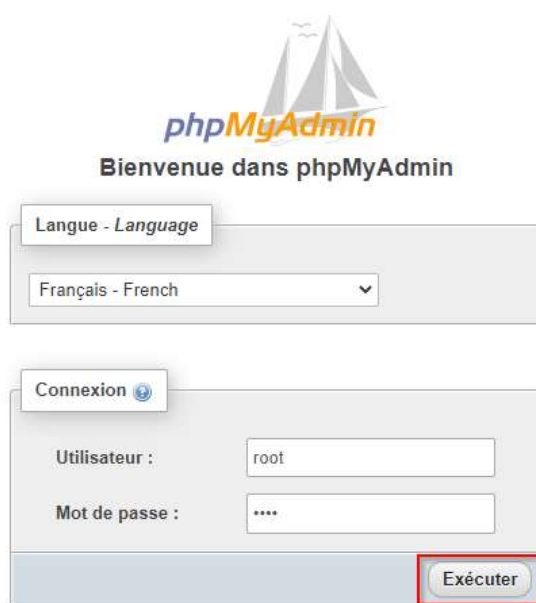 phpMyAdmin
Bienvenue dans phpMyAdmin
Langue - Language
Français - French
Connexion
Utilisateur :
root
Mot de passe :
••••
Exécuter